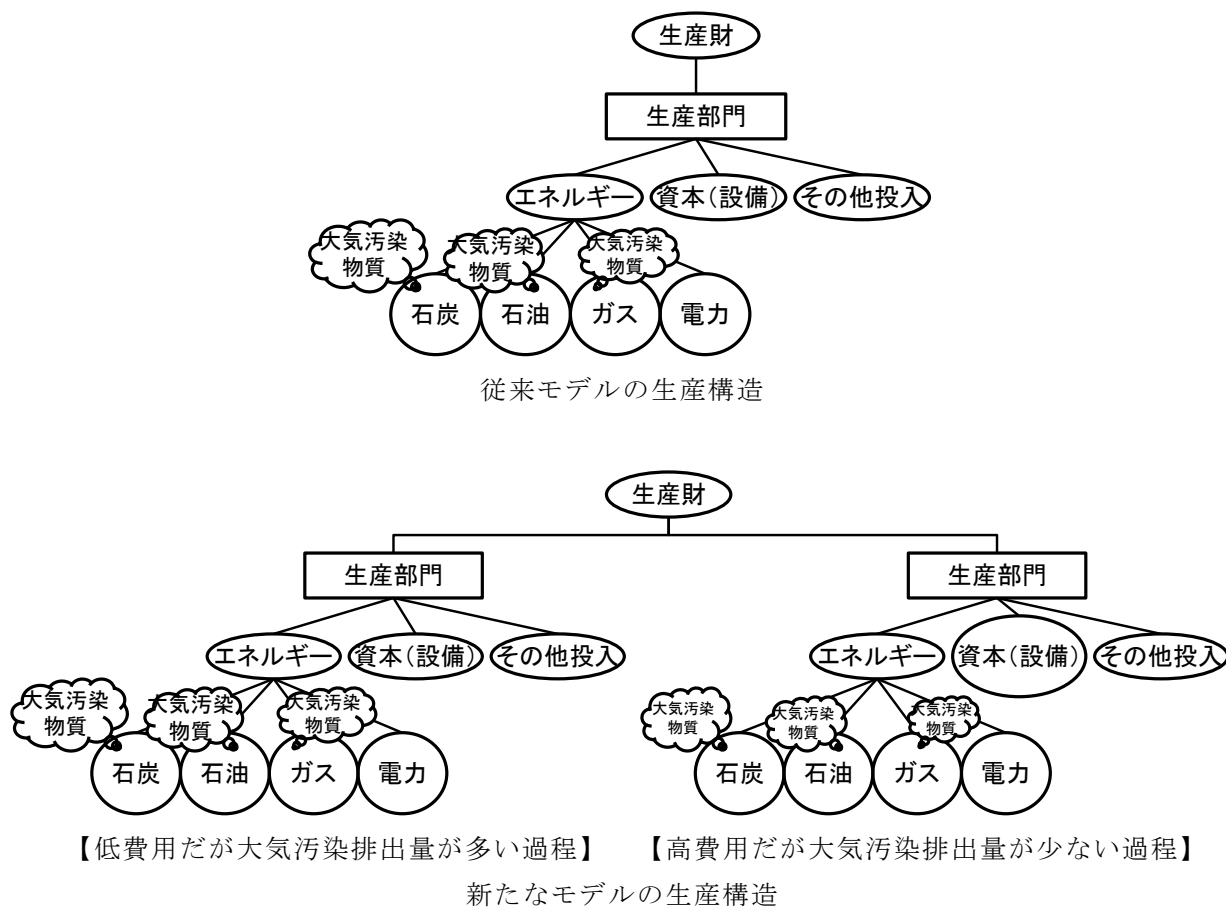 生産財
生産部門
エネルギー 資本(設備) その他投入
大気汚染
物質
大気汚染
物質
大気汚染
物質
石炭 石油 ガス 電力
従来モデルの生産構造
生産財
生産部門
エネルギー 資本(設備) その他投入
大気汚染
物質
大気汚染
物質
大気汚染
物質
石炭 石油 ガス 電力
【低費用だが大気汚染排出量が多い過程】
生産部門
エネルギー 資本(設備) その他投入
大気汚染
物質
大気汚染
物質
大気汚染
物質
石炭 石油 ガス 電力
【高費用だが大気汚染排出量が少ない過程】
新たなモデルの生産構造